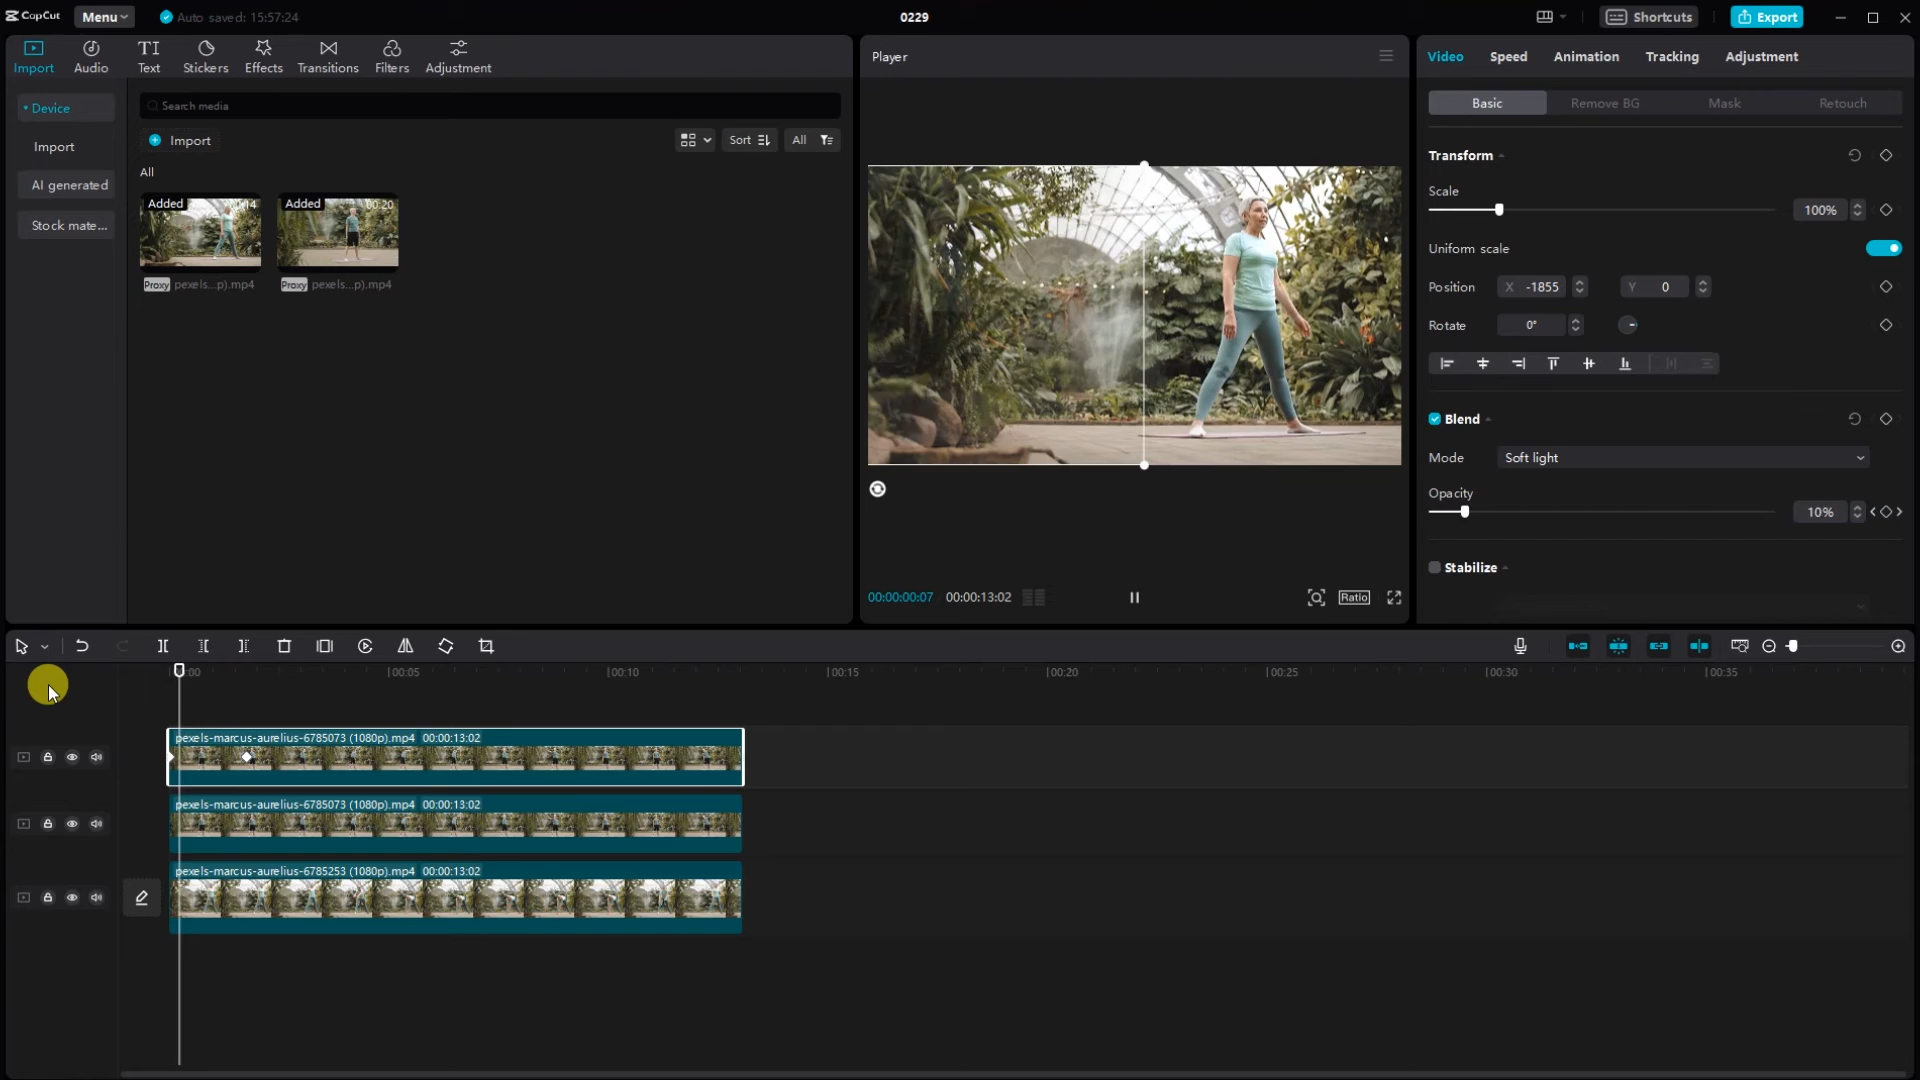 CapCut Menu Auto saved: 15:57:24 0229 Shortcuts Export
Import Audio Text Stickers Effects Transitions Filters Adjustment
Device
Import
AI generated
Stock mate...
Search media
Import Sort All
All
Added 00:14 Added 00:20
Proxy pexels...p).mp4 Proxy pexels...p).mp4
Player
00:00:00:07 00:00:13:02 Ratio
Video Speed Animation Tracking Adjustment
Basic Remove BG Mask Retouch
Transform
Scale
100%
Uniform scale
Position X -1855 Y 0
Rotate 0°
Blend
Mode Soft light
Opacity
10%
Stabilize
00:00 00:05 00:10 00:15 00:20 00:25 00:30 00:35
pexels-marcus-aurelius-6785073 (1080p).mp4 00:00:13:02
pexels-marcus-aurelius-6785073 (1080p).mp4 00:00:13:02
pexels-marcus-aurelius-6785253 (1080p).mp4 00:00:13:02